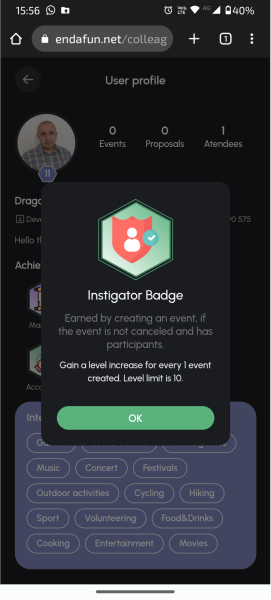 15:56 4G 40%
endafun.net/colleag 1
User profile
0 0 1
Events Proposals Atendees
11
Instigator Badge
Earned by creating an event, if
the event is not canceled and has
participants.
Gain a level increase for every 1 event
created. Level limit is 10.
OK
Music Concert Festivals
Outdoor activities Cycling Hiking
Sport Volunteering Food&Drinks
Cooking Entertainment Movies